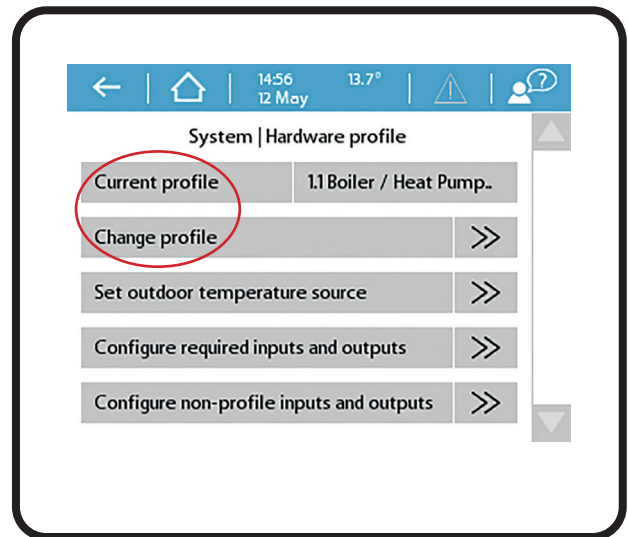 14:56 13.7°
12 May
?
System | Hardware profile
Current profile 1.1 Boiler / Heat Pump..
Change profile >>
Set outdoor temperature source >>
Configure required inputs and outputs >>
Configure non-profile inputs and outputs >>